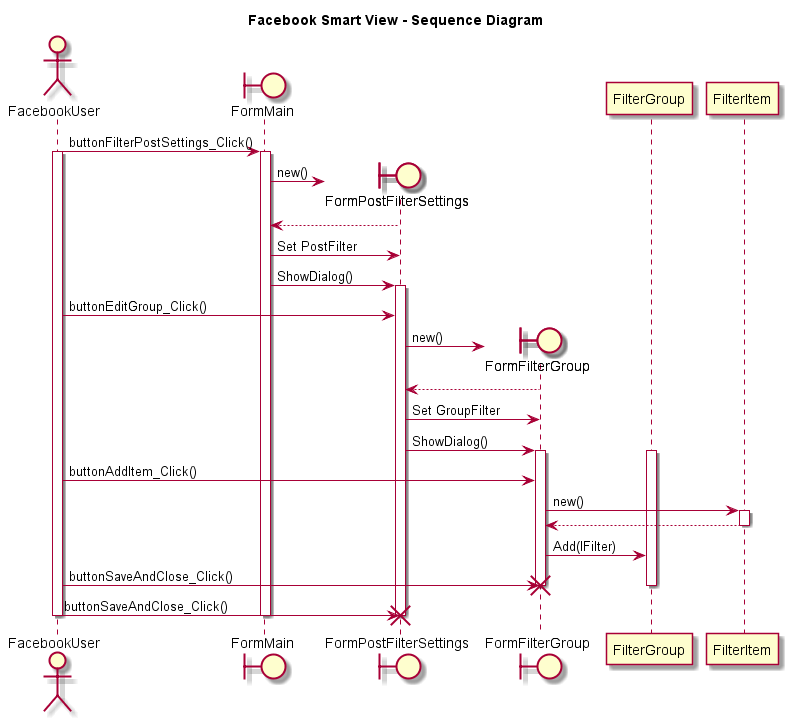 Facebook Smart View - Sequence Diagram
FacebookUser
FormMain
FilterGroup
FilterItem
buttonFilterPostSettings_Click()
new()
FormPostFilterSettings
Set PostFilter
ShowDialog()
buttonEditGroup_Click()
new()
FormFilterGroup
Set GroupFilter
ShowDialog()
buttonAddItem_Click()
new()
Add(IFilter)
buttonSaveAndClose_Click()
buttonSaveAndClose_Click()
FacebookUser
FormMain
FormPostFilterSettings
FormFilterGroup
FilterGroup
FilterItem